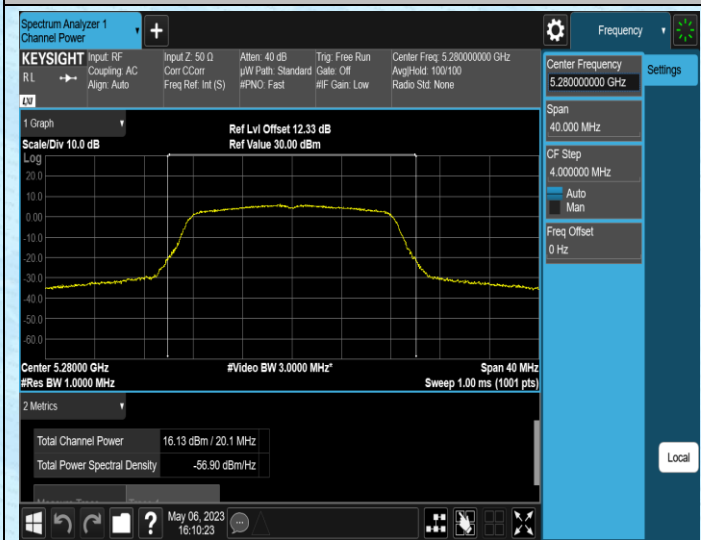 Spectrum Analyzer 1
Channel Power
+
Frequency
KEYSIGHT
RL
LXI
Input: RF
Coupling: AC
Align: Auto
Input Z: 50 Ω
Corr CCorr
Freq Ref: Int (S)
Atten: 40 dB
µW Path: Standard
#PNO: Fast
Trig: Free Run
Gate: Off
#IF Gain: Low
Center Freq: 5.280000000 GHz
Avg|Hold: 100/100
Radio Std: None
Center Frequency
5.280000000 GHz
Settings
Span
40.000 MHz
CF Step
4.000000 MHz
Auto
Man
Freq Offset
0 Hz
1 Graph
Scale/Div 10.0 dB
Ref Lvl Offset 12.33 dB
Ref Value 30.00 dBm
Log
20.0
10.0
0.00
-10.0
-20.0
-30.0
-40.0
-50.0
-60.0
Center 5.28000 GHz
#Res BW 1.0000 MHz
#Video BW 3.0000 MHz*
Span 40 MHz
Sweep 1.00 ms (1001 pts)
2 Metrics
Total Channel Power 16.13 dBm / 20.1 MHz
Total Power Spectral Density -56.90 dBm/Hz
Local
?
May 06, 2023
16:10:23